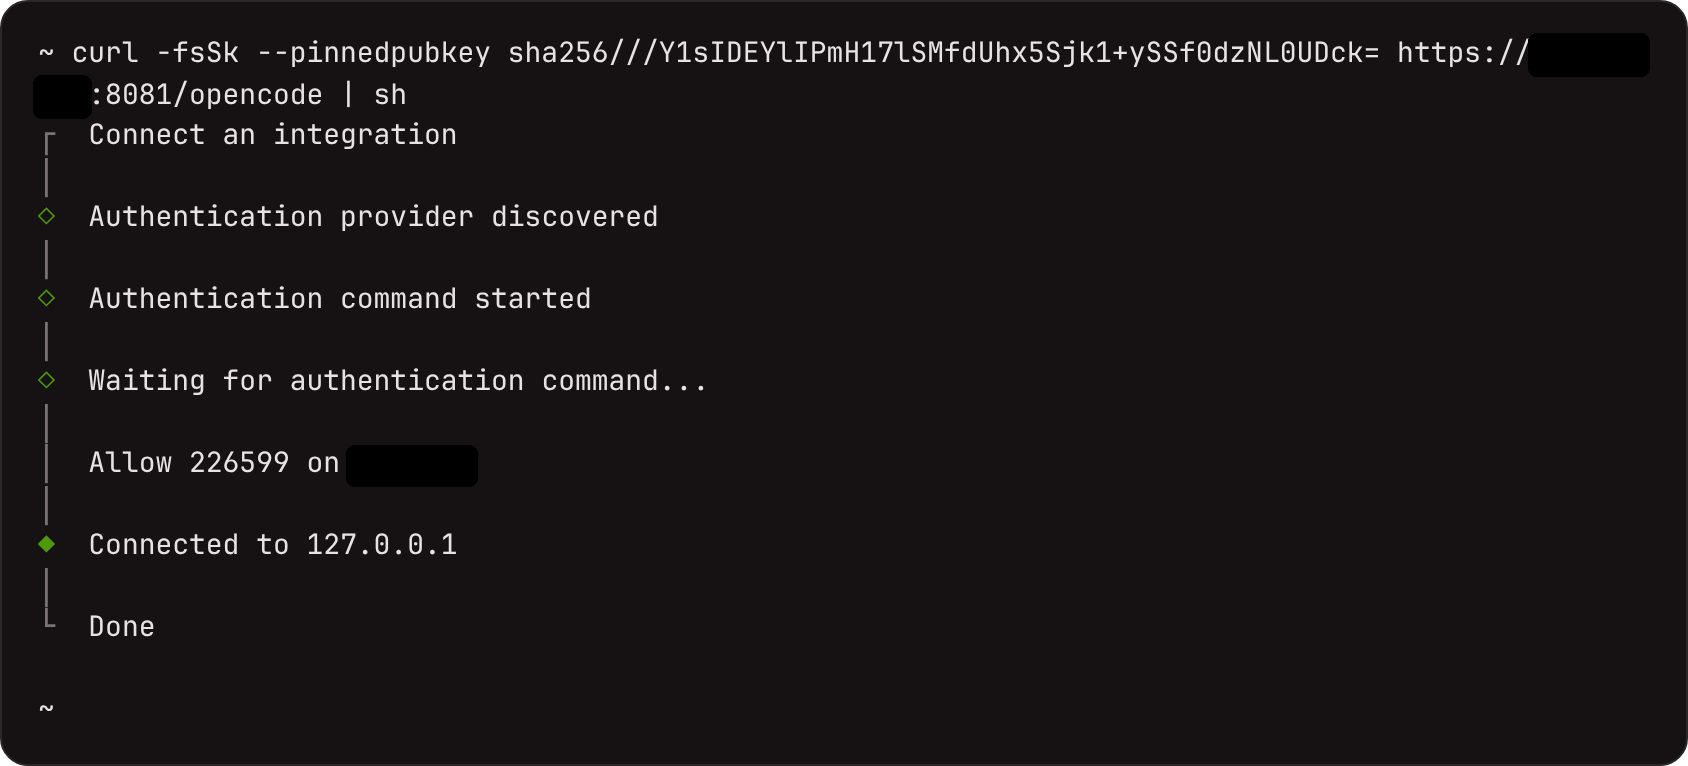 ~ curl -fsSk --pinnedpubkey sha256///Y1sIDEYlIPmH17lSMfdUhx5Sjk1+ySSf0dzNL0UDck= https://
:8081/opencode | sh
Connect an integration
Authentication provider discovered
Authentication command started
Waiting for authentication command...
Allow 226599 on
Connected to 127.0.0.1
Done
~